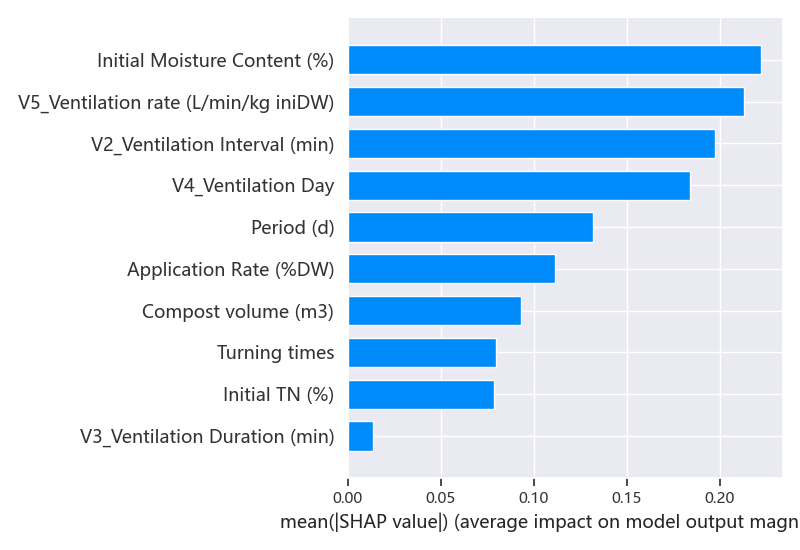 Initial Moisture Content (%)
V5_Ventilation rate (L/min/kg iniDW)
V2_Ventilation Interval (min)
V4_Ventilation Day
Period (d)
Application Rate (%DW)
Compost volume (m3)
Turning times
Initial TN (%)
V3_Ventilation Duration (min)
0.00 0.05 0.10 0.15 0.20
mean(|SHAP value|) (average impact on model output magn